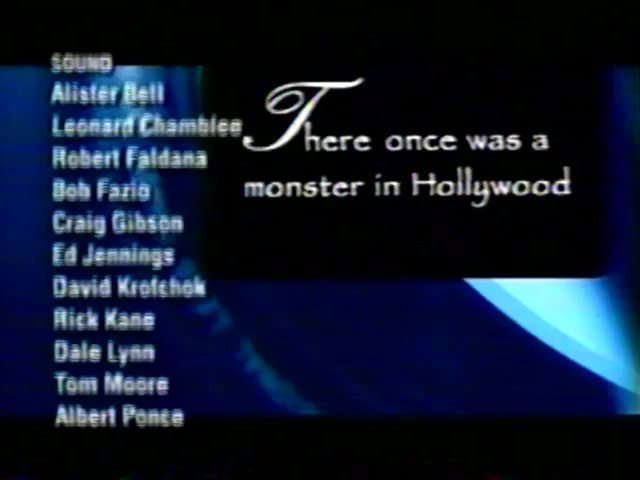 SOUND
Alister Bell
Leonard Chamblee
Robert Faldana
Bob Fazio
Craig Gibson
Ed Jennings
David Krofchok
Rick Kane
Dale Lynn
Tom Moore
Albert Ponce
There once was a
monster in Hollywood